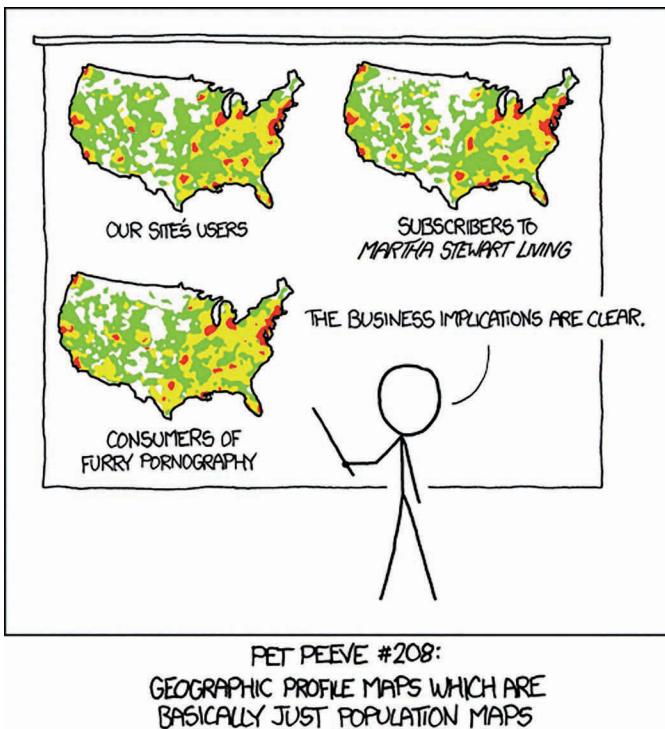 OUR SITE'S USERS
SUBSCRIBERS TO
MARTHA STEWART LIVING
CONSUMERS OF
FURRY PORNOGRAPHY
THE BUSINESS IMPLICATIONS ARE CLEAR.
PET PEEVE #208:
GEOGRAPHIC PROFILE MAPS WHICH ARE
BASICALLY JUST POPULATION MAPS